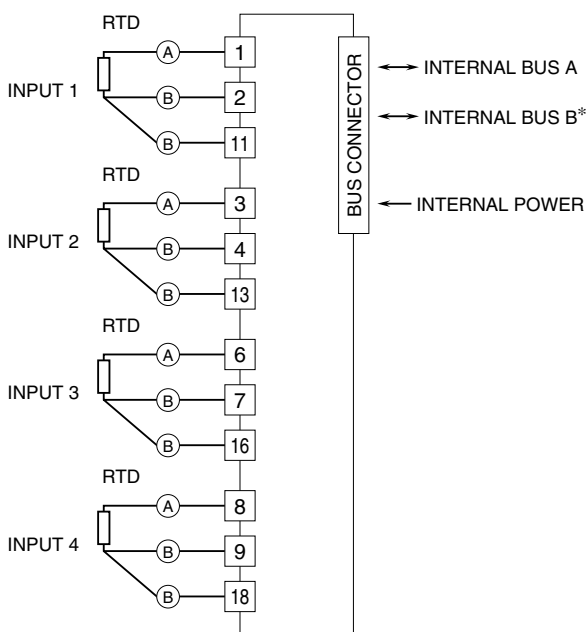 RTD
INPUT 1
A 1
B 2
B 11
RTD
INPUT 2
A 3
B 4
B 13
RTD
INPUT 3
A 6
B 7
B 16
RTD
INPUT 4
A 8
B 9
B 18
BUS CONNECTOR
INTERNAL BUS A
INTERNAL BUS B*
INTERNAL POWER